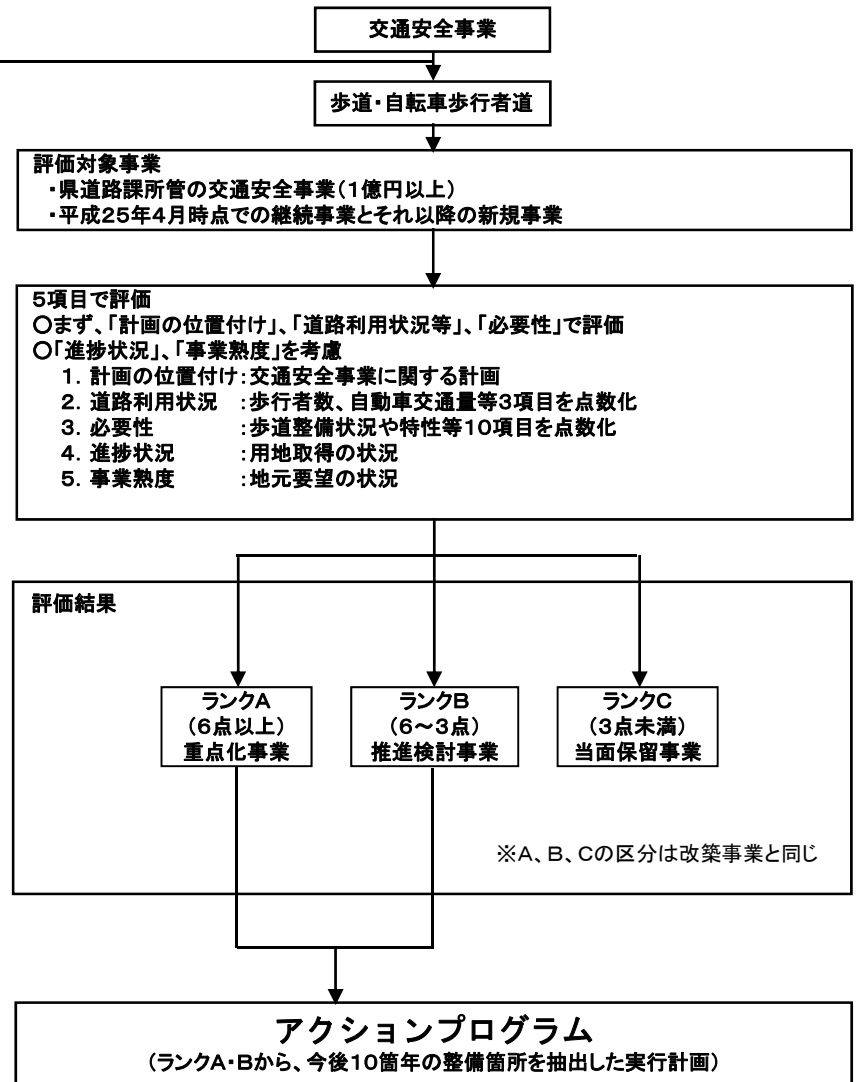 交通安全事業
歩道・自転車歩行者道
評価対象事業
・県道路課所管の交通安全事業(1億円以上)
・平成25年4月時点での継続事業とそれ以降の新規事業
5項目で評価
○まず、「計画の位置付け」、「道路利用状況等」、「必要性」で評価
○「進捗状況」、「事業熟度」を考慮
1. 計画の位置付け:交通安全事業に関する計画
2. 道路利用状況 :歩行者数、自動車交通量等3項目を点数化
3. 必要性 :歩道整備状況や特性等10項目を点数化
4. 進捗状況 :用地取得の状況
5. 事業熟度 :地元要望の状況
評価結果
ランクA
(6点以上)
重点化事業
ランクB
(6~3点)
推進検討事業
ランクC
(3点未満)
当面保留事業
※A、B、Cの区分は改築事業と同じ
アクションプログラム
(ランクA・Bから、今後10箇年の整備箇所を抽出した実行計画)